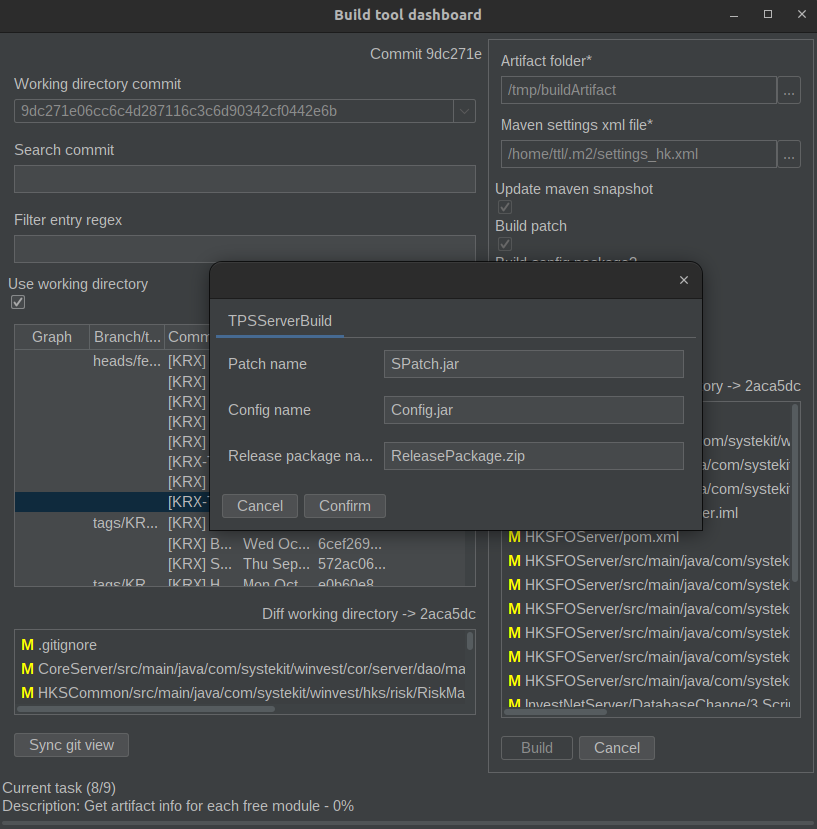 Build tool dashboard
Commit 9dc271e
Working directory commit
9dc271e06cc6c4d287116c3c6d90342cf0442e6b
Search commit
Filter entry regex
Use working directory
Graph Branch/t... Comm
heads/fe... [KRX]
[KRX]
[KRX]
[KRX]
[KRX]
[KRX-T
[KRX]
[KRX-T
tags/KR... [KRX]
[KRX] B... Wed Oc... 6cef269...
[KRX] S... Thu Sep... 572ac06...
tags/KR... [KRX] H... Mon Oct... e0b60e8...
Diff working directory -> 2aca5dc
M .gitignore
M CoreServer/src/main/java/com/systekit/winvest/cor/server/dao/ma
M HKSCommon/src/main/java/com/systekit/winvest/hks/risk/RiskMa
Sync git view
Artifact folder*
/tmp/buildArtifact
...
Maven settings xml file*
/home/ttl/.m2/settings_hk.xml
...
Update maven snapshot
Build patch
Build config package?
TPSServerBuild
Patch name
SPatch.jar
Config name
Config.jar
Release package na...
ReleasePackage.zip
Cancel
Confirm
ory -> 2aca5dc
om/systekit/w
a/com/systekit
a/com/systekit
er.iml
M HKSFOServer/pom.xml
M HKSFOServer/src/main/java/com/systek
M HKSFOServer/src/main/java/com/systek
M HKSFOServer/src/main/java/com/systek
M HKSFOServer/src/main/java/com/systek
M HKSFOServer/src/main/java/com/systek
M HKSFOServer/src/main/java/com/systek
M InvestNetServer/DatabaseChange/3.Scri
Build
Cancel
Current task (8/9)
Description: Get artifact info for each free module - 0%